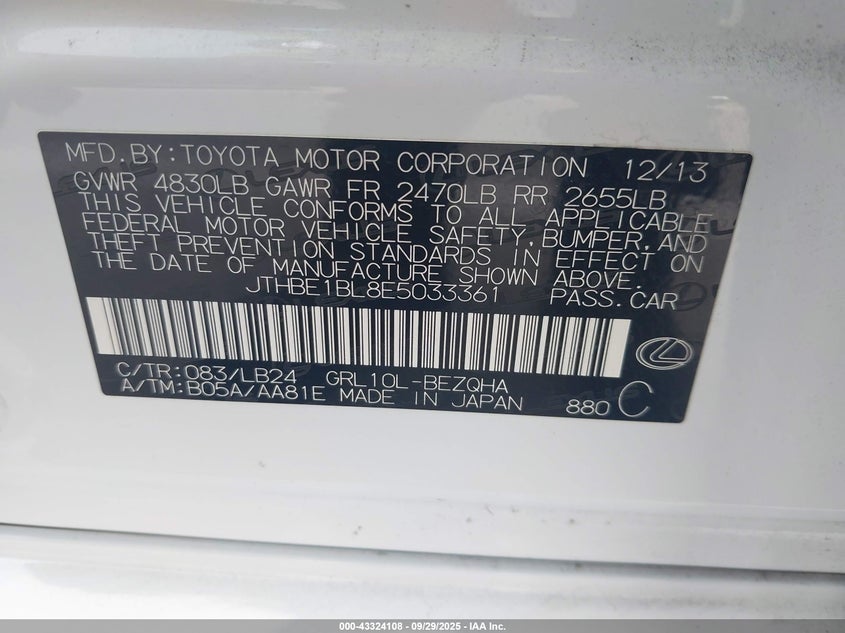 MFD.BY:TOYOTA MOTOR CORPORATION 12/13
GVWR 4830LB GAWR FR 2470LB RR 2655LB
THIS VEHICLE CONFORMS TO ALL APPLICABLE
FEDERAL MOTOR VEHICLE SAFETY,BUMPER,AND
THEFT PREVENTION STANDARDS IN EFFECT ON
THE DATE OF MANUFACTURE SHOWN ABOVE.
JTHBE1BL8E5033361 PASS.CAR
C/TR:083/LB24 GRL10L-BEZQHA
A/TM:B05A/AA81E MADE IN JAPAN 880 C
000-43324108 - 09/29/2025 - IAA Inc.